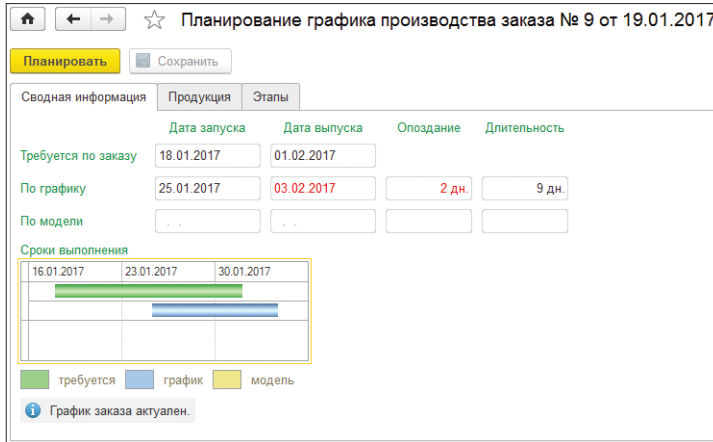 Планирование графика производства заказа № 9 от 19.01.2017
Планировать Сохранить
Сводная информация Продукция Этапы
Дата запуска Дата выпуска Опоздание Длительность
Требуется по заказу 18.01.2017 01.02.2017
По графику 25.01.2017 03.02.2017 2 дн. 9 дн.
По модели . . . .
Сроки выполнения
16.01.2017 23.01.2017 30.01.2017
требуется график модель
График заказа актуален.